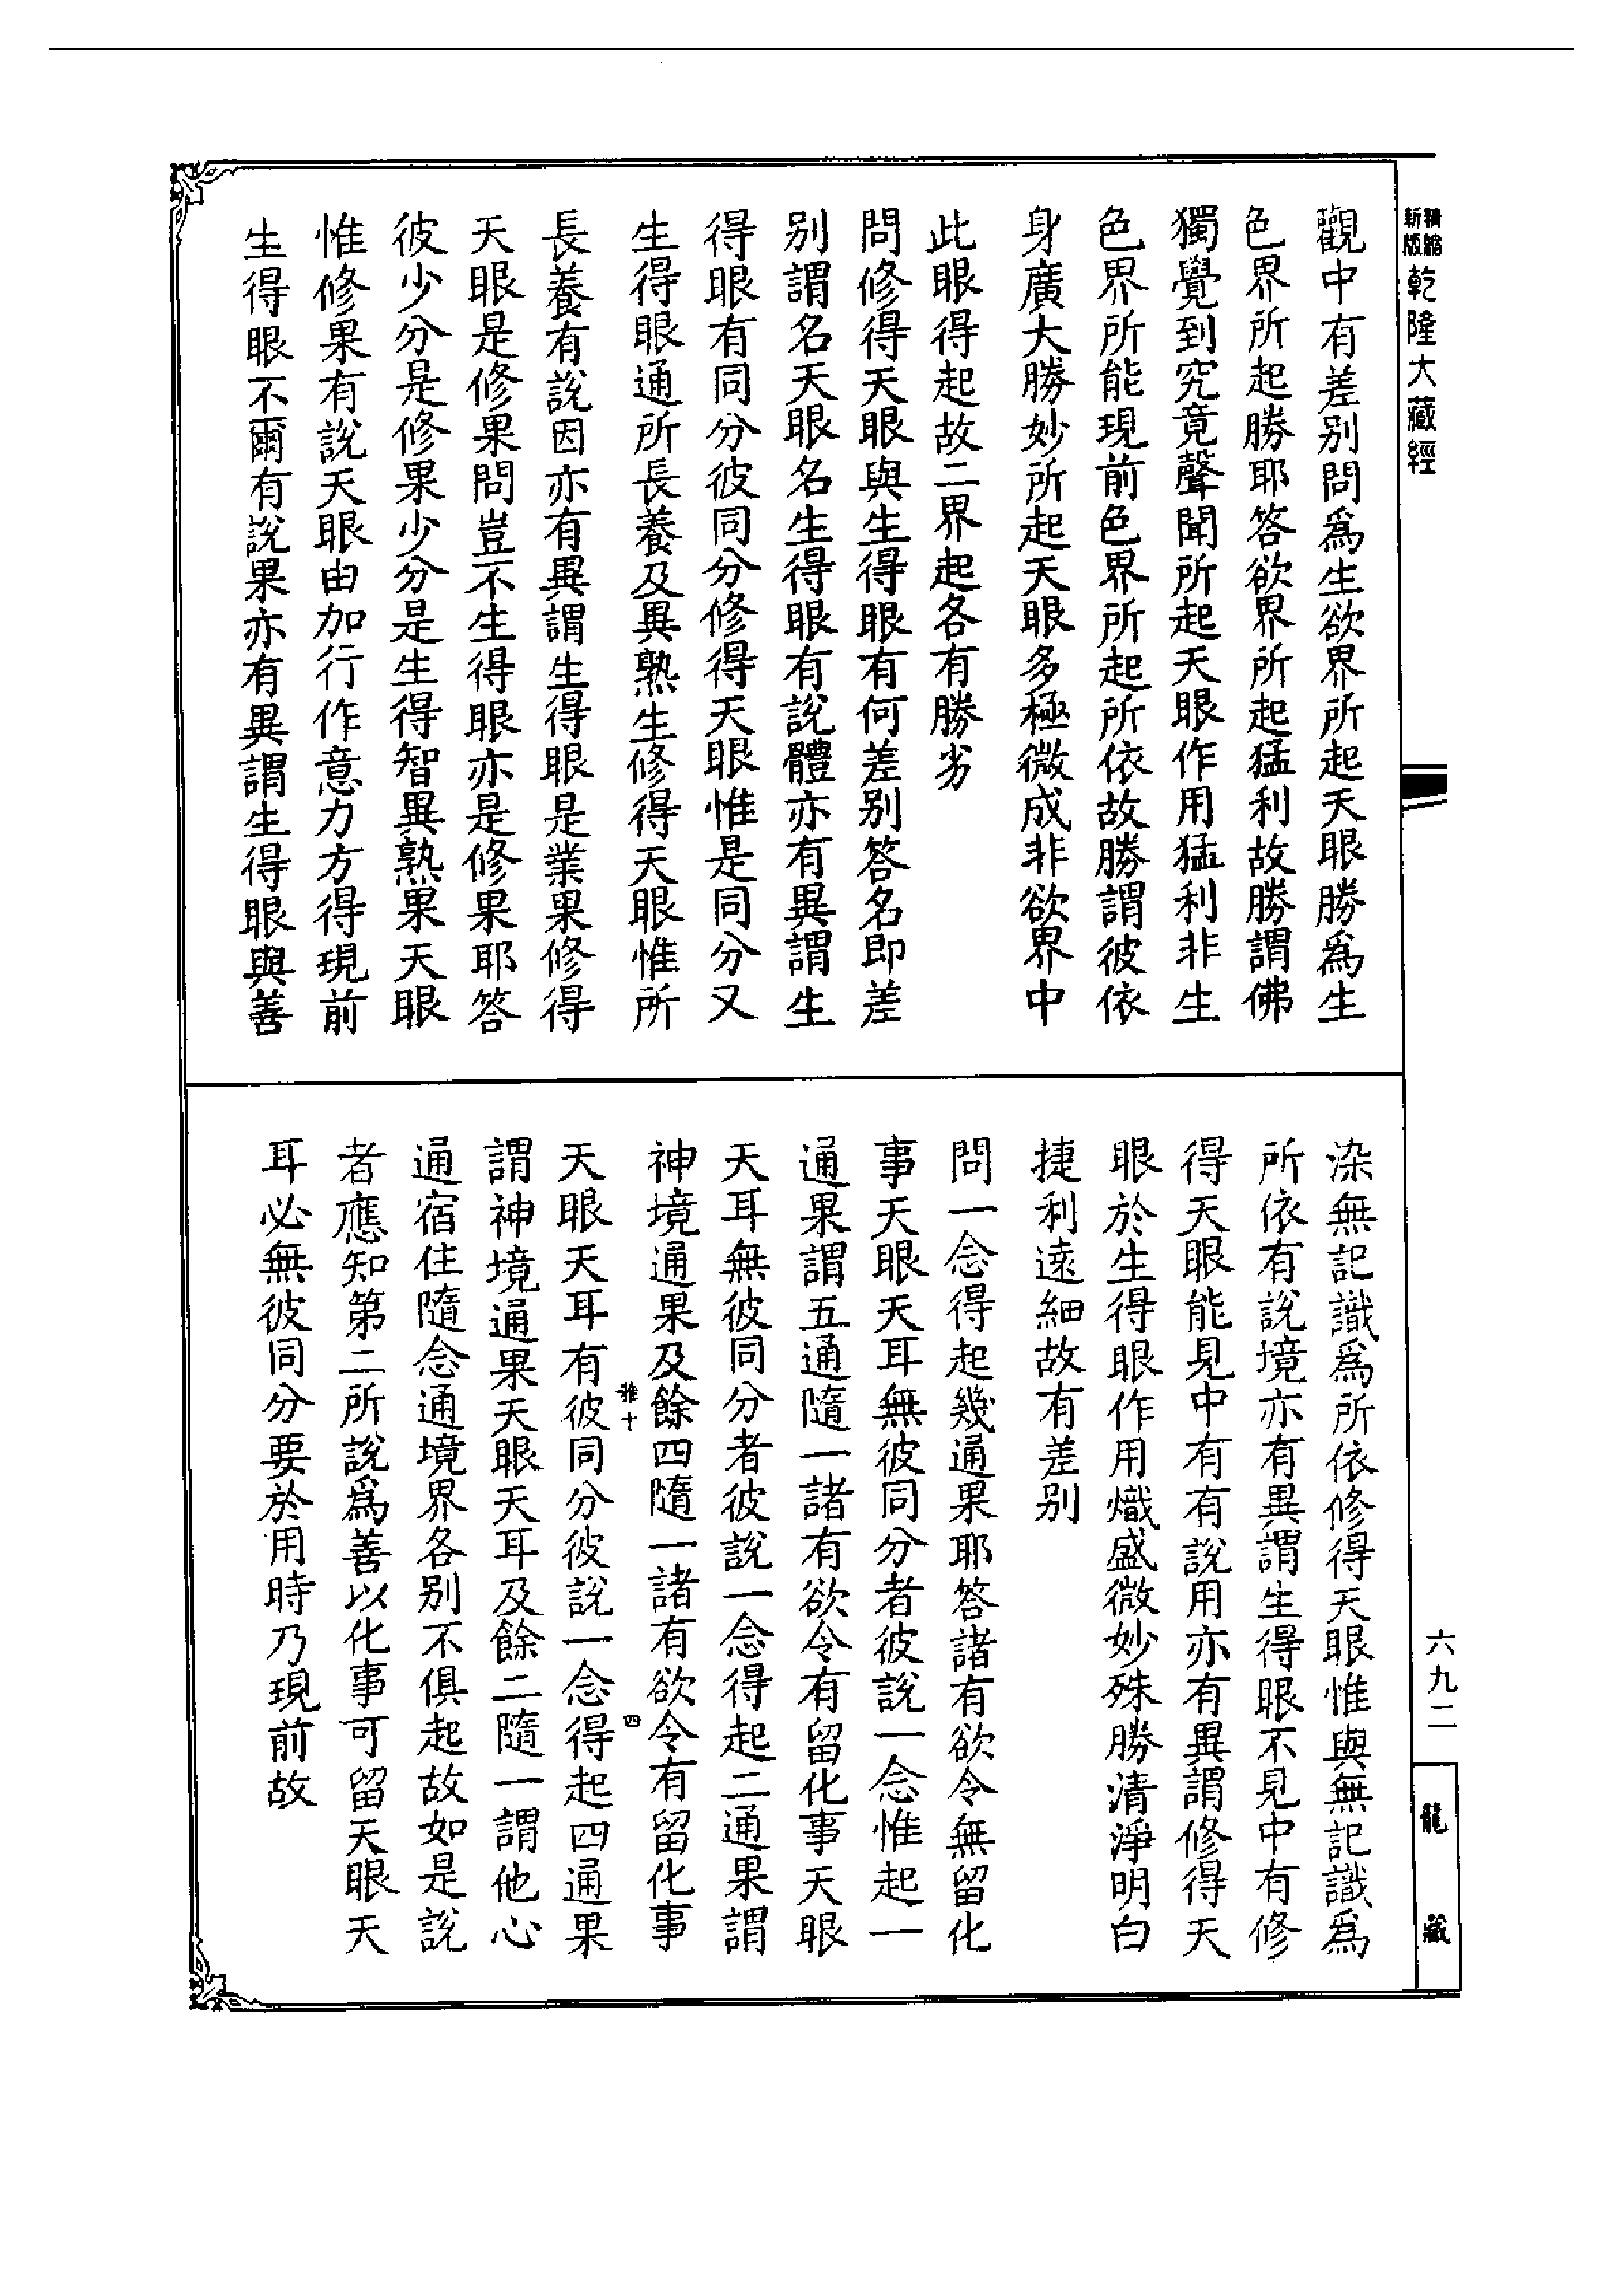 新版精縮乾隆大藏經
觀中有差别問爲生欲界所起天眼勝爲生
色界所起勝耶答欲界所起猛利故勝謂佛
獨覺到究竟聲聞所起天眼作用猛利非生
色界所能現前色界所起所依故勝謂彼依
身廣大勝妙所起天眼多極微成非欲界中
此眼得起故二界起各有勝劣
問修得天眼與生得眼有何差别答名即差
别謂名天眼名生得眼有說體亦有異謂生
得眼有同分彼同分修得天眼惟是同分又
生得眼通所長養及異熟生修得天眼惟所
長養有說因亦有異謂生得眼是業果修得
天眼是修果問豈不生得眼亦是修果耶答
彼少分是修果少分是生得智異熟果天眼
惟修果有說天眼由加行作意力方得現前
生得眼不爾有說果亦有異謂生得眼與善
染無記識爲所依修得天眼惟與無記識爲
所依有說境亦有異謂生得眼不見中有修
得天眼能見中有有說用亦有異謂修得天
眼於生得眼作用熾盛微妙殊勝清淨明白
捷利遠細故有差别
問一念得起幾通果耶答諸有欲令無留化
事天眼天耳無彼同分者彼說一念惟起一
通果謂五通隨一諸有欲令有留化事天眼
天耳無彼同分者彼說一念得起二通果謂
神境通果及餘四隨一諸有欲令有留化事
雅十
四
天眼天耳有彼同分彼說一念得起四通果
謂神境通果天眼天耳及餘二隨一謂他心
通宿住隨念通境界各别不俱起故如是說
者應知第二所說爲善以化事可留天眼天
耳必無彼同分要於用時乃現前故
六九二
龍藏